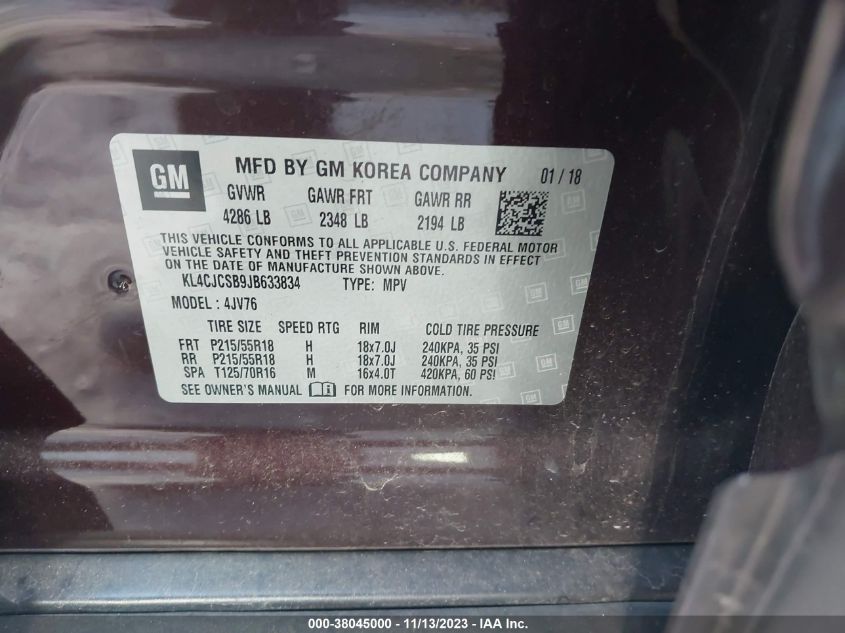 GM MFD BY GM KOREA COMPANY 01 / 18
GVWR GAWR FRT GAWR RR
4286 LB 2348 LB 2194 LB
THIS VEHICLE CONFORMS TO ALL APPLICABLE U.S. FEDERAL MOTOR
VEHICLE SAFETY AND THEFT PREVENTION STANDARDS IN EFFECT
ON THE DATE OF MANUFACTURE SHOWN ABOVE.
KL4CJCSB9JB633834 TYPE: MPV
MODEL : 4JV76
TIRE SIZE SPEED RTG RIM COLD TIRE PRESSURE
FRT P215/55R18 H 18x7.0J 240KPA, 35 PSI
RR P215/55R18 H 18x7.0J 240KPA, 35 PSI
SPA T125/70R16 M 16x4.0T 420KPA, 60 PSI
SEE OWNER'S MANUAL FOR MORE INFORMATION.
000-38045000 - 11/13/2023 - IAA Inc.